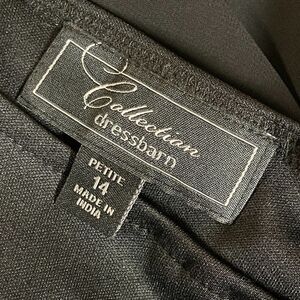 Collection
dressbarn
PETITE
14
MADE IN
INDIA